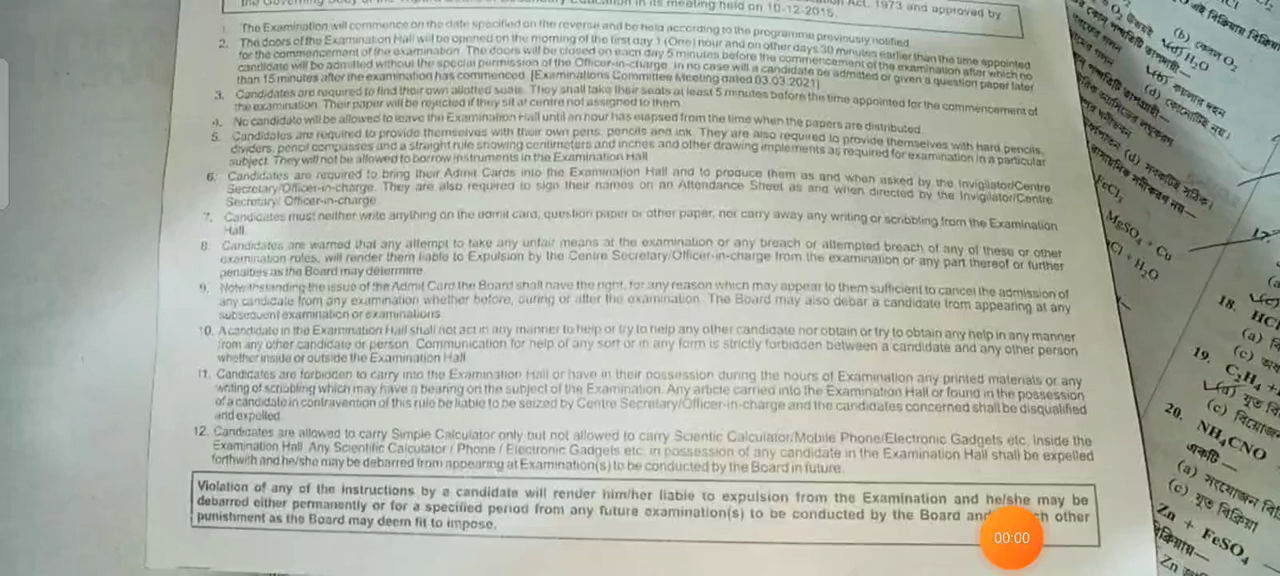 in its meeting held on 10-12-2015.
Act, 1973 and approved by
1. The Examination will commence on the date specified on the reverse and be held according to the programme previously notified.
2. The doors of the Examination Hall will be opened on the morning of the first day 1 (One) hour and on other days 30 minutes earlier than the time appointed
for the commencement of the examination. The doors will be closed on each day 5 minutes before the commencement of the examination after which no
candidate will be admitted without the special permission of the Officer-in-charge. In no case will a candidate be admitted or given a question paper later
than 15 minutes after the examination has commenced. [Examinations Committee Meeting dated 03.03.2021]
3. Candidates are required to find their own allotted seats. They shall take their seats at least 5 minutes before the time appointed for the commencement of
the examination. Their paper will be rejected if they sit at centre not assigned to them.
4. No candidate will be allowed to leave the Examination Hall until an hour has elapsed from the time when the papers are distributed.
5. Candidates are required to provide themselves with their own pens, pencils and ink. They are also required to provide themselves with hard pencils,
dividers, pencil compasses and a straight rule showing centimeters and inches and other drawing implements as required for examination in a particular
subject. They will not be allowed to borrow instruments in the Examination Hall
6. Candidates are required to bring their Admit Cards into the Examination Hall and to produce them as and when asked by the Invigilator/Centre
Secretary/Officer-in-charge. They are also required to sign their names on an Attendance Sheet as and when directed by the Invigilator/Centre
Secretary/ Officer-in-charge
7. Candidates must neither write anything on the admit card, question paper or other paper, nor carry away any writing or scribbling from the Examination
Hall.
8. Candidates are warned that any attempt to take any unfair means at the examination or any breach or attempted breach of any of these or other
examination rules, will render them liable to Expulsion by the Centre Secretary/Officer-in-charge from the examination or any part thereof or further
penalties as the Board may determine
9. Notwithstanding the issue of the Admit Card the Board shall have the right, for any reason which may appear to them sufficient to cancel the admission of
any candidate from any examination whether before, during or after the examination. The Board may also debar a candidate from appearing at any
subsequent examination or examinations
10. A candidate in the Examination Hall shall not act in any manner to help or try to help any other candidate nor obtain or try to obtain any help in any manner
from any other candidate or person. Communication for help of any sort or in any form is strictly forbidden between a candidate and any other person
whether inside or outside the Examination Hall
11. Candicates are forbidden to carry into the Examination Hall or have in their possession during the hours of Examination any printed materials or any
writing of scribbling which may have a bearing on the subject of the Examination. Any article carried into the Examination Hall or found in the possession
of a candidate in contravention of this rule be liable to be seized by Centre Secretary/Officer-in-charge and the candidates concerned shall be disqualified
and expelled
12. Candidates are allowed to carry Simple Calculator only but not allowed to carry Scientic Calculator/Mobile Phone/Electronic Gadgets etc. Inside the
Examination Hall. Any Scientific Calculator / Phone / Electronic Gadgets etc. in possession of any candidate in the Examination Hall shall be expelled
forthwith and he/she may be debarred from appearing at Examination(s) to be conducted by the Board in future.
Violation of any of the instructions by a candidate will render him/her liable to expulsion from the Examination and he/she may be
debarred either permanently or for a specified period from any future examination(s) to be conducted by the Board and other
punishment as the Board may deem fit to impose.
00:00
(b) কেবল O₂
H₂O
(b) কয়লার দহন
(d) কোনোটিই নয়।
(d) সবকটিই সঠিক।
FeCl₂
MgSO₄ + Cu
Cl + H₂O
17.
18. HCl
(a)
(c)
19. C₂H₄ +
(c)
20. NH₄CNO
একটি —
(a) সংযোজন
(c) যুত বিক্রিয়া
Zn + FeSO₄
বিক্রিয়ায়—
Zn